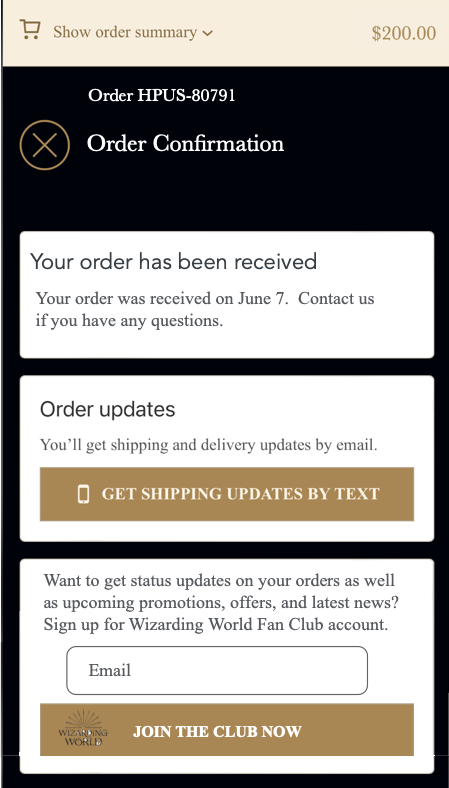 Show order summary
$200.00
Order HPUS-80791
Order Confirmation
Your order has been received
Your order was received on June 7. Contact us
if you have any questions.
Order updates
You’ll get shipping and delivery updates by email.
GET SHIPPING UPDATES BY TEXT
Want to get status updates on your orders as well
as upcoming promotions, offers, and latest news?
Sign up for Wizarding World Fan Club account.
Email
WIZARDING
WORLD
JOIN THE CLUB NOW